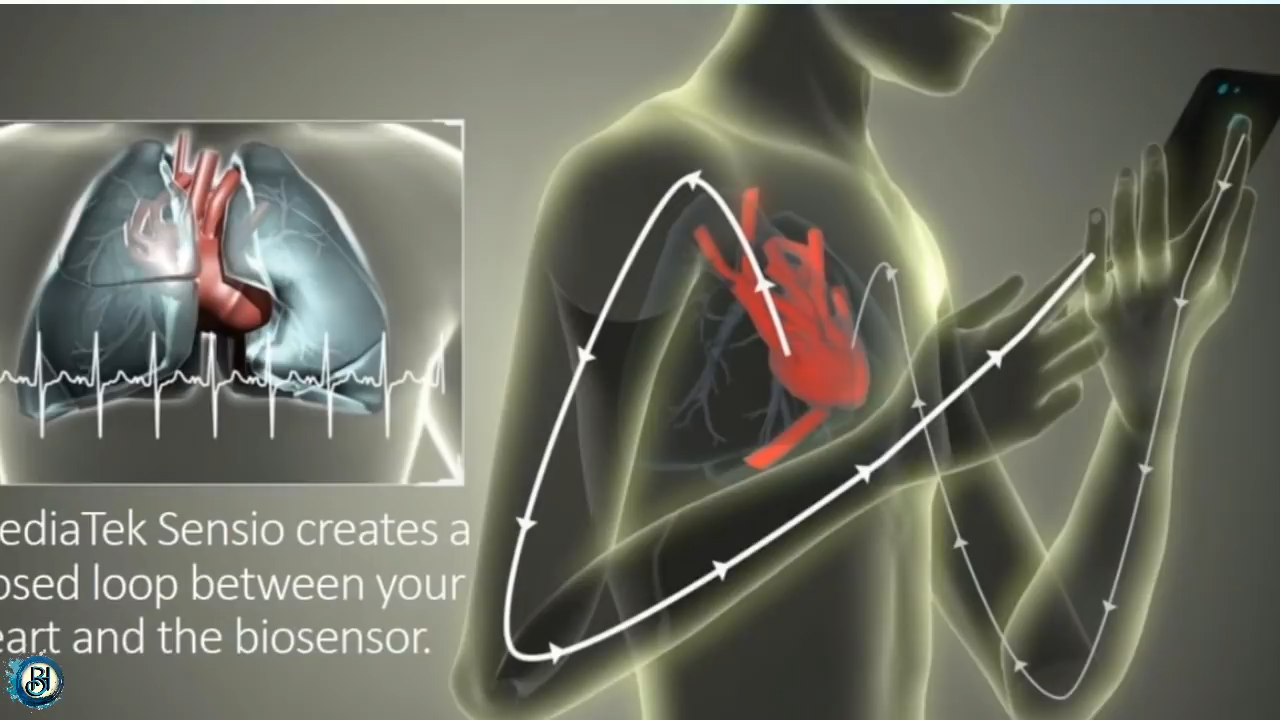 ediaTek Sensio creates a
osed loop between your
eart and the biosensor.